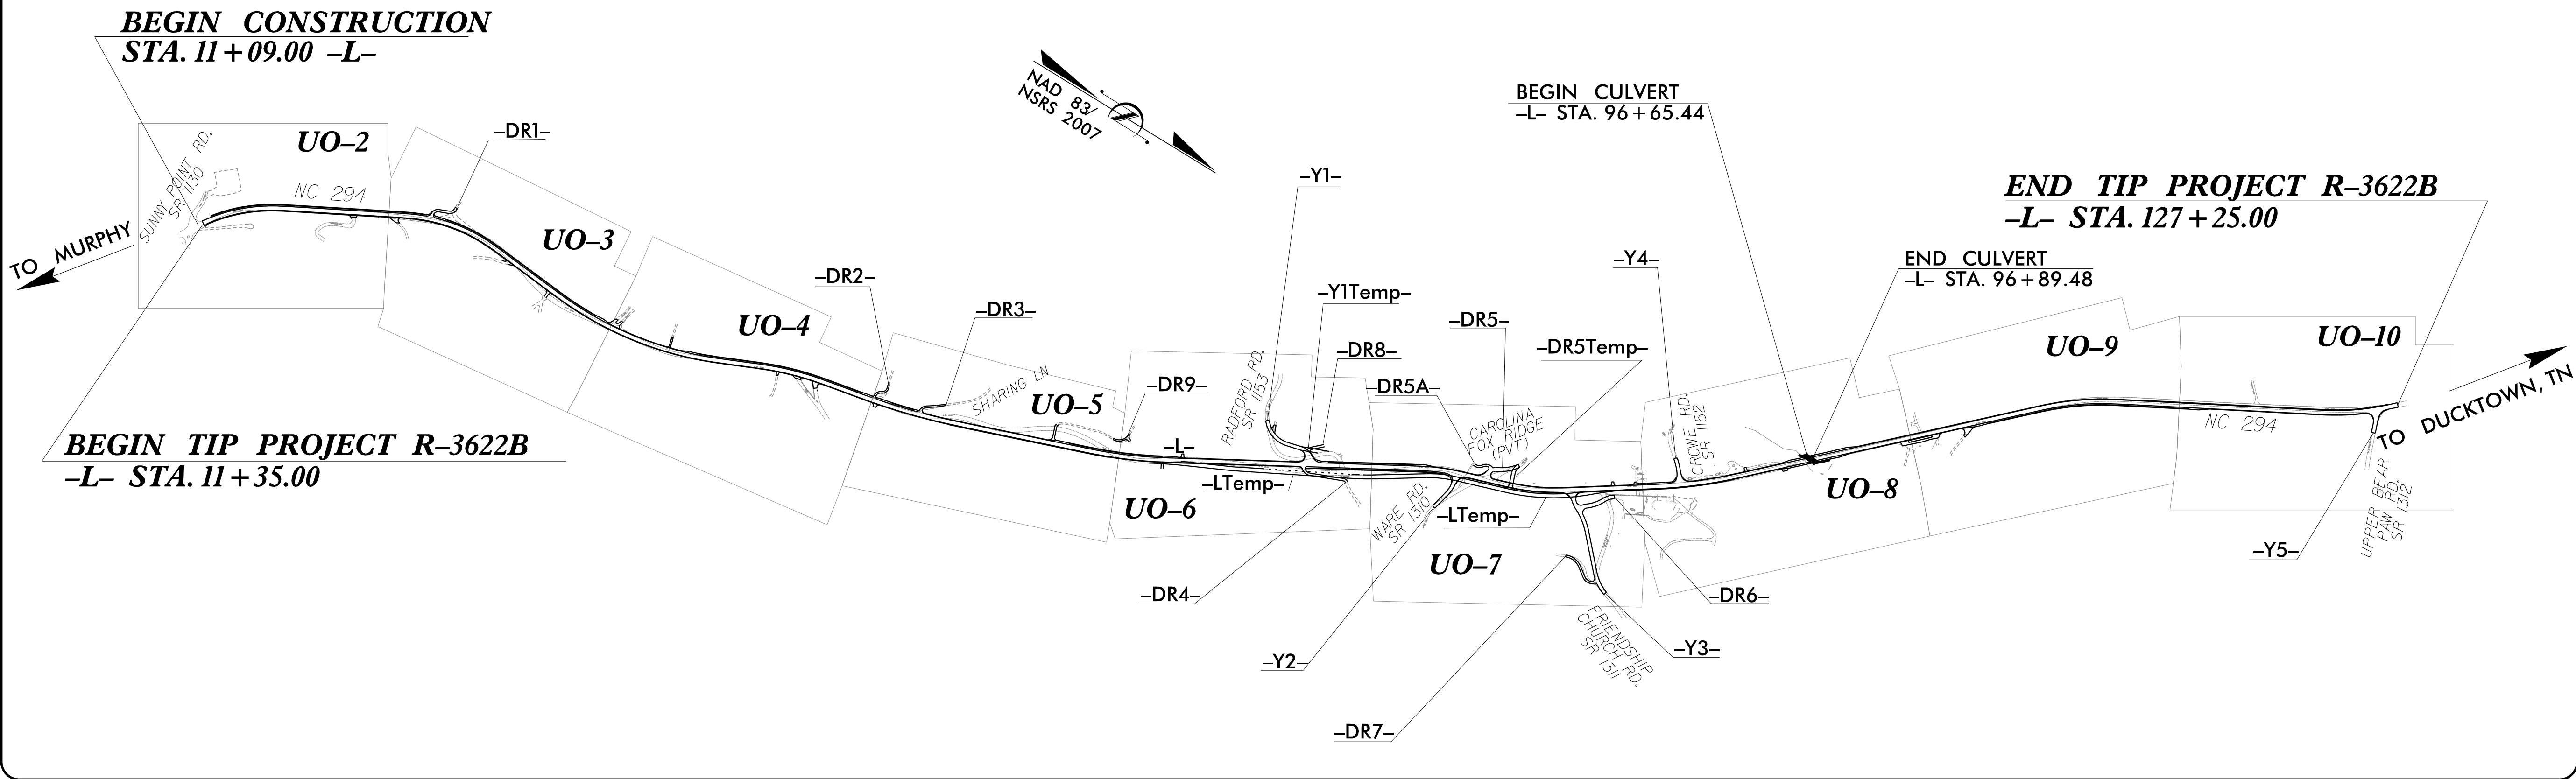 BEGIN CONSTRUCTION
STA. 11+09.00 –L–
TO MURPHY
SUNNY POINT RD.
SR 1130
UO–2
NC 294
–DR1–
UO–3
BEGIN TIP PROJECT R–3622B
–L– STA. 11+35.00
UO–4
–DR2–
–DR3–
SHARING LN
UO–5
–DR9–
–L–
NAD 83/
NSRS 2007
–Y1–
RADFORD RD.
SR 1153
–Y1Temp–
–DR8–
–LTemp–
UO–6
–DR4–
–DR5–
–DR5Temp–
–DR5A–
CAROLINA
FOX RIDGE
(PVT)
WARE RD.
SR 1310
–LTemp–
UO–7
–Y2–
–DR7–
FRIENDSHIP
CHURCH RD.
SR 1311
–Y3–
–DR6–
–Y4–
CROWE RD.
SR 1152
BEGIN CULVERT
–L– STA. 96+65.44
END CULVERT
–L– STA. 96+89.48
UO–8
UO–9
END TIP PROJECT R–3622B
–L– STA. 127+25.00
UO–10
NC 294
TO DUCKTOWN, TN
UPPER BEAR
PAW RD.
SR 1312
–Y5–